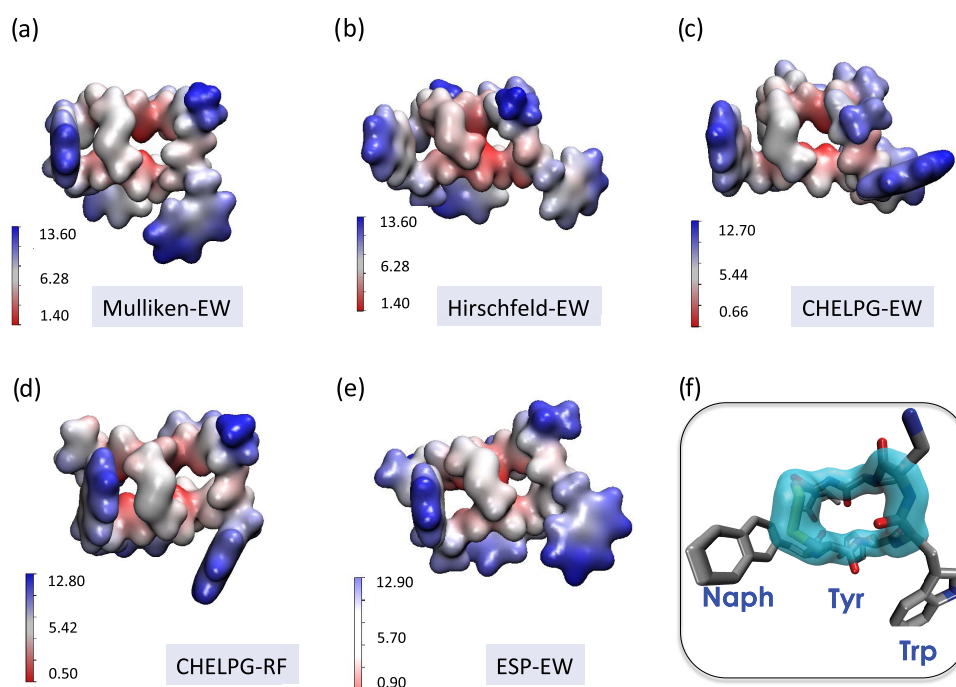 (a)
(b)
(c)
13.60
6.28
1.40
Mulliken-EW
13.60
6.28
1.40
Hirschfeld-EW
12.70
5.44
0.66
CHELPG-EW
(d)
(e)
(f)
12.80
5.42
0.50
CHELPG-RF
12.90
5.70
0.90
ESP-EW
Naph
Tyr
Trp